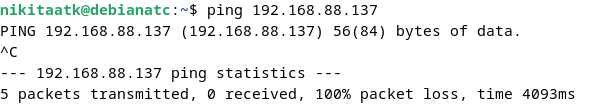 nikitaatk@debianatc:~$ ping 192.168.88.137
PING 192.168.88.137 (192.168.88.137) 56(84) bytes of data.
^C
--- 192.168.88.137 ping statistics ---
5 packets transmitted, 0 received, 100% packet loss, time 4093ms